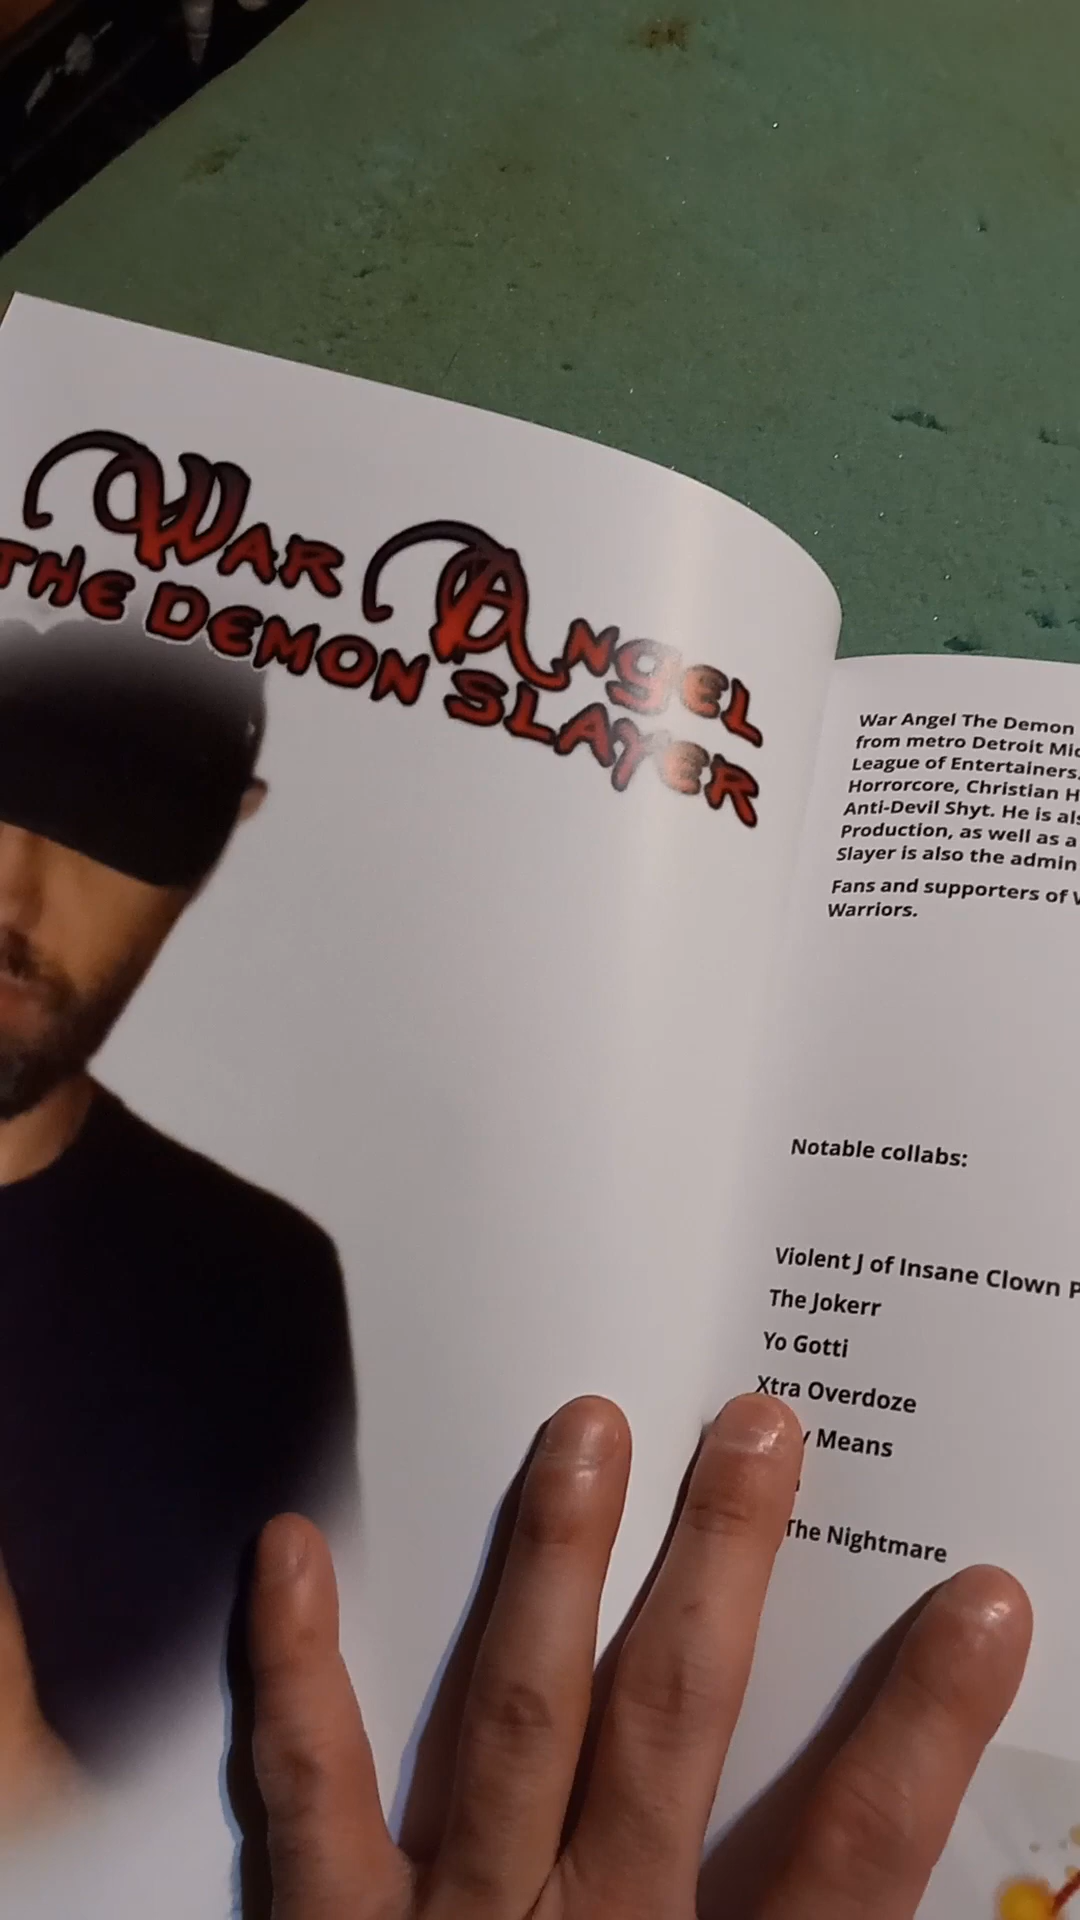 WAR ANGEL
THE DEMON SLAYER
War Angel The Demon
from metro Detroit
League of Entertainers.
Horrorcore, Christian
Anti-Devil Shyt. He is
Production, as well as a
Slayer is also the admin
Fans and supporters of
Warriors.
Notable collabs:
Violent J of Insane Clown
The Jokerr
Yo Gotti
Xtra Overdoze
Means
The Nightmare